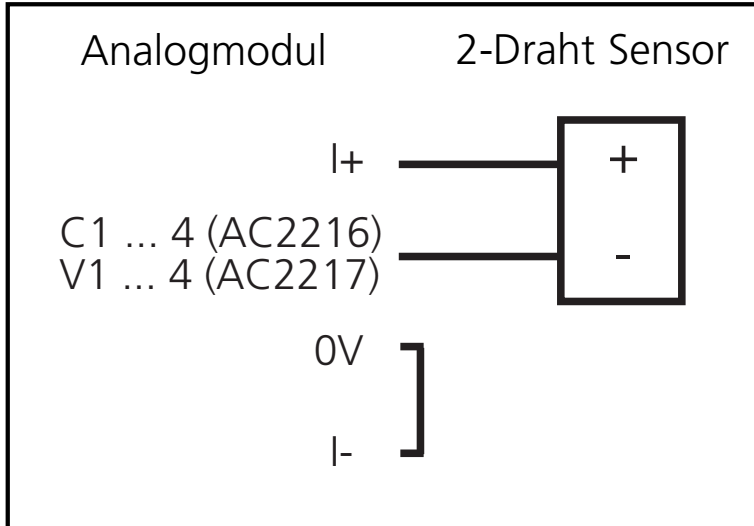 Analogmodul 2-Draht Sensor
I+ +
C1 ... 4 (AC2216)
V1 ... 4 (AC2217) -
0V
I-